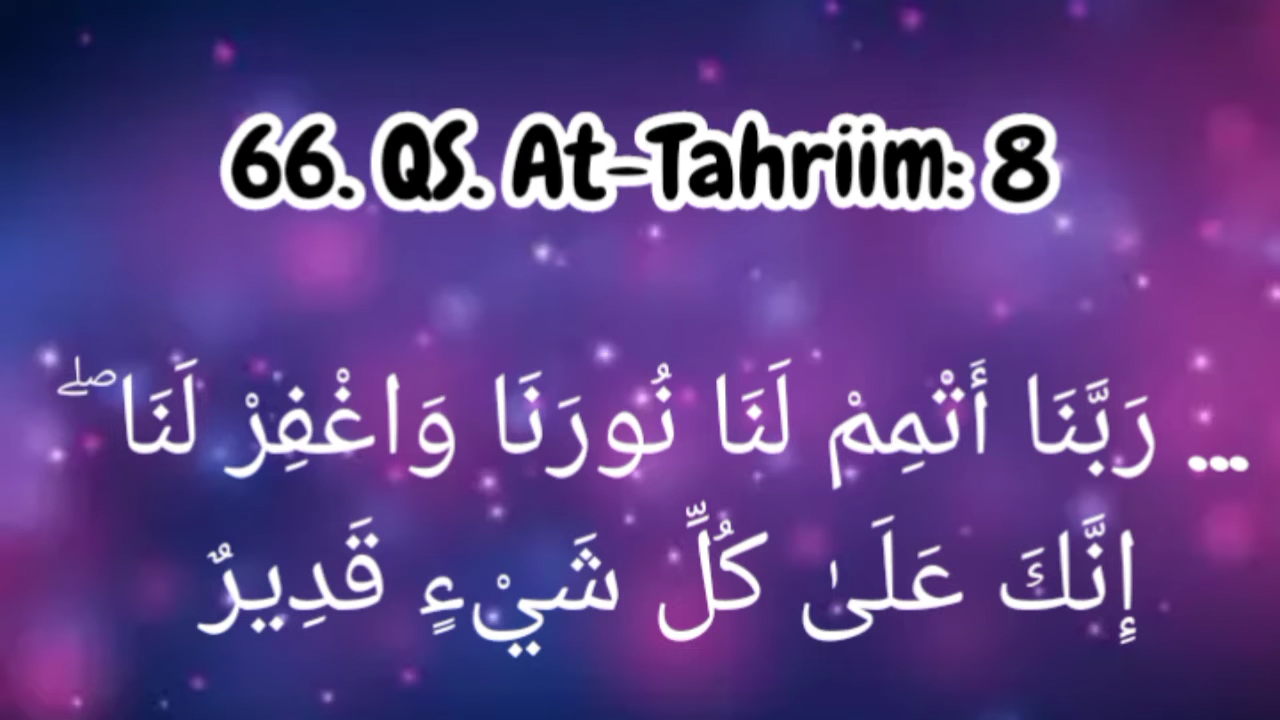 66. QS. At-Tahriim: 8
... رَبَّنَا أَتْمِمْ لَنَا نُورَنَا وَاغْفِرْ لَنَا ۖ
إِنَّكَ عَلَىٰ كُلِّ شَيْءٍ قَدِيرٌ